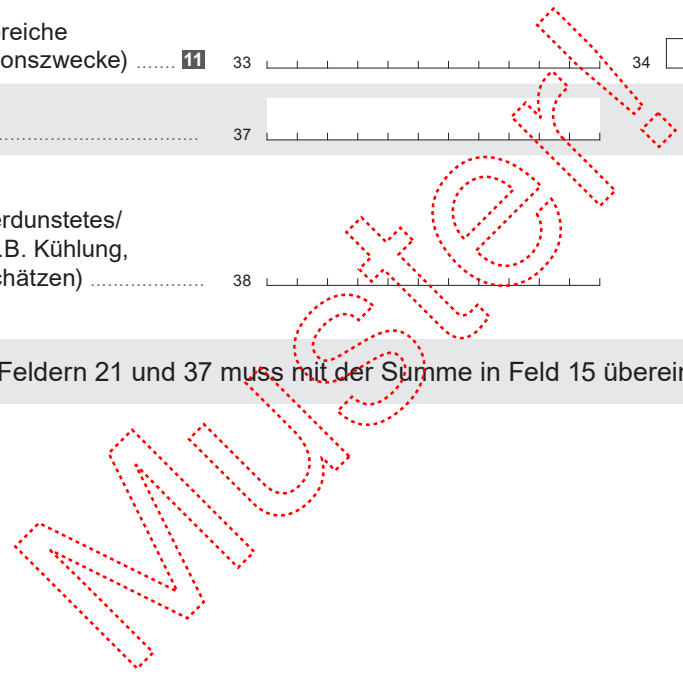 ereiche
onszwecke) ....... 11 33 34
37
erdunstetes/
.B. Kühlung,
chätzen) ................... 38
Feldern 21 und 37 muss mit der Summe in Feld 15 überein
Muster!